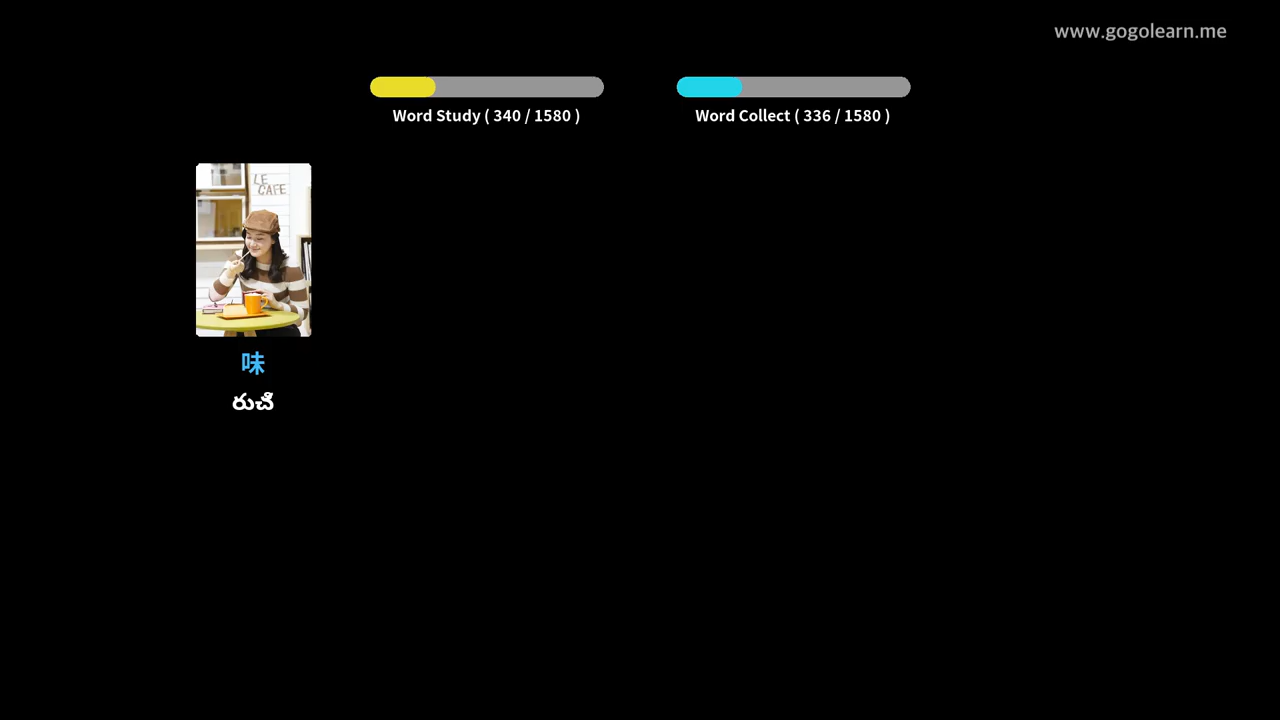 www.gogolearn.me
Word Study ( 340 / 1580 )
Word Collect ( 336 / 1580 )
LE
CAFE
味
రుచి